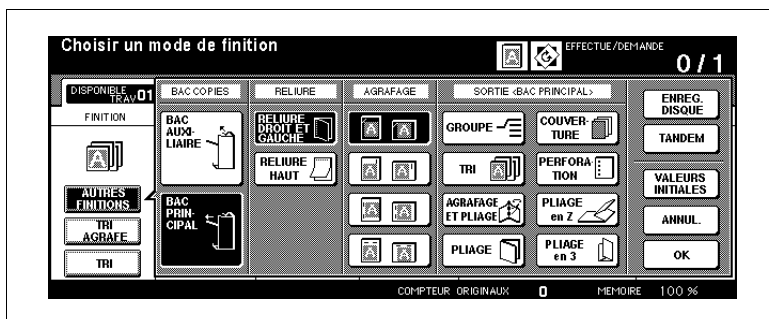 Choisir un mode de finition
EFFECTUE/DEMANDE
0 / 1
DISPONIBLE
TRAV 01
FINITION
AUTRES
FINITIONS
TRI
AGRAFE
TRI
BAC COPIES
BAC
AUXI-
LIAIRE
BAC
PRIN-
CIPAL
RELIURE
RELIURE
DROIT ET
GAUCHE
RELIURE
HAUT
AGRAFAGE
SORTIE <BAC PRINCIPAL>
GROUPE
COUVER-
TURE
TRI
PERFORA-
TION
AGRAFAGE
ET PLIAGE
PLIAGE
en Z
PLIAGE
PLIAGE
en 3
ENREG.
DISQUE
TANDEM
VALEURS
INITIALES
ANNUL.
OK
COMPTEUR ORIGINAUX 0 MEMOIRE 100 %